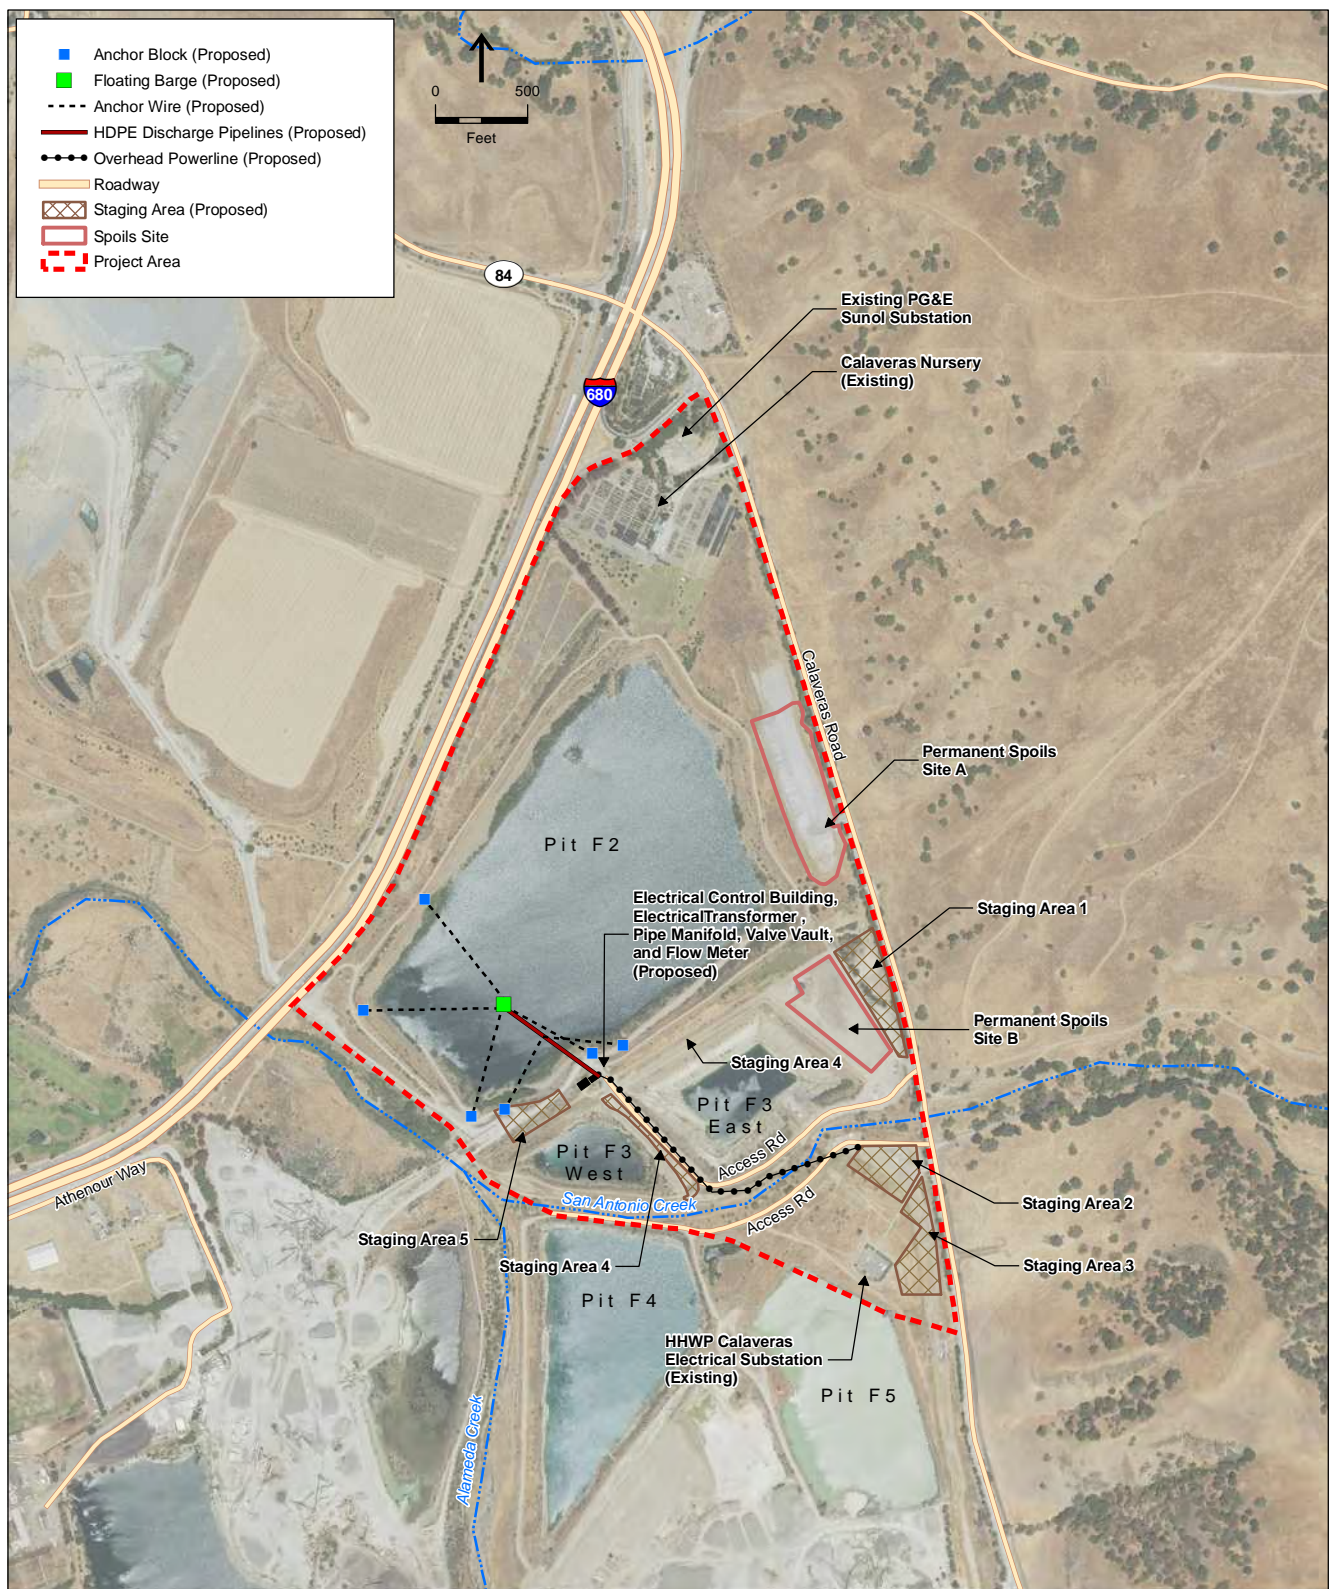 Anchor Block (Proposed)
Floating Barge (Proposed)
Anchor Wire (Proposed)
HDPE Discharge Pipelines (Proposed)
Overhead Powerline (Proposed)
Roadway
Staging Area (Proposed)
Spoils Site
Project Area
0 500
Feet
84
680
Existing PG&E
Sunol Substation
Calaveras Nursery
(Existing)
Calaveras Road
Permanent Spoils
Site A
Pit F2
Electrical Control Building,
ElectricalTransformer ,
Pipe Manifold, Valve Vault,
and Flow Meter
(Proposed)
Staging Area 1
Permanent Spoils
Site B
Staging Area 4
Pit F3
East
Access Rd
Pit F3
West
Athenour Way
San Antonio Creek
Access Rd
Staging Area 2
Staging Area 5
Staging Area 4
Staging Area 3
Pit F4
HHWP Calaveras
Electrical Substation
(Existing)
Pit F5
Alameda Creek